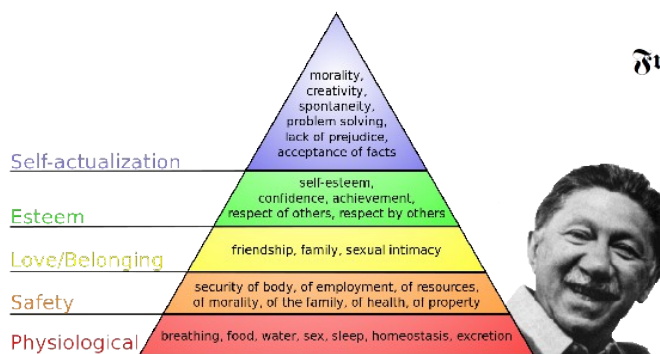 morality,
creativity,
spontaneity,
problem solving,
lack of prejudice,
acceptance of facts
Self-actualization
self-esteem,
confidence, achievement,
respect of others, respect by others
Esteem
friendship, family, sexual intimacy
Love/Belonging
security of body, of employment, of resources,
of morality, of the family, of health, of property
Safety
breathing, food, water, sex, sleep, homeostasis, excretion
Physiological